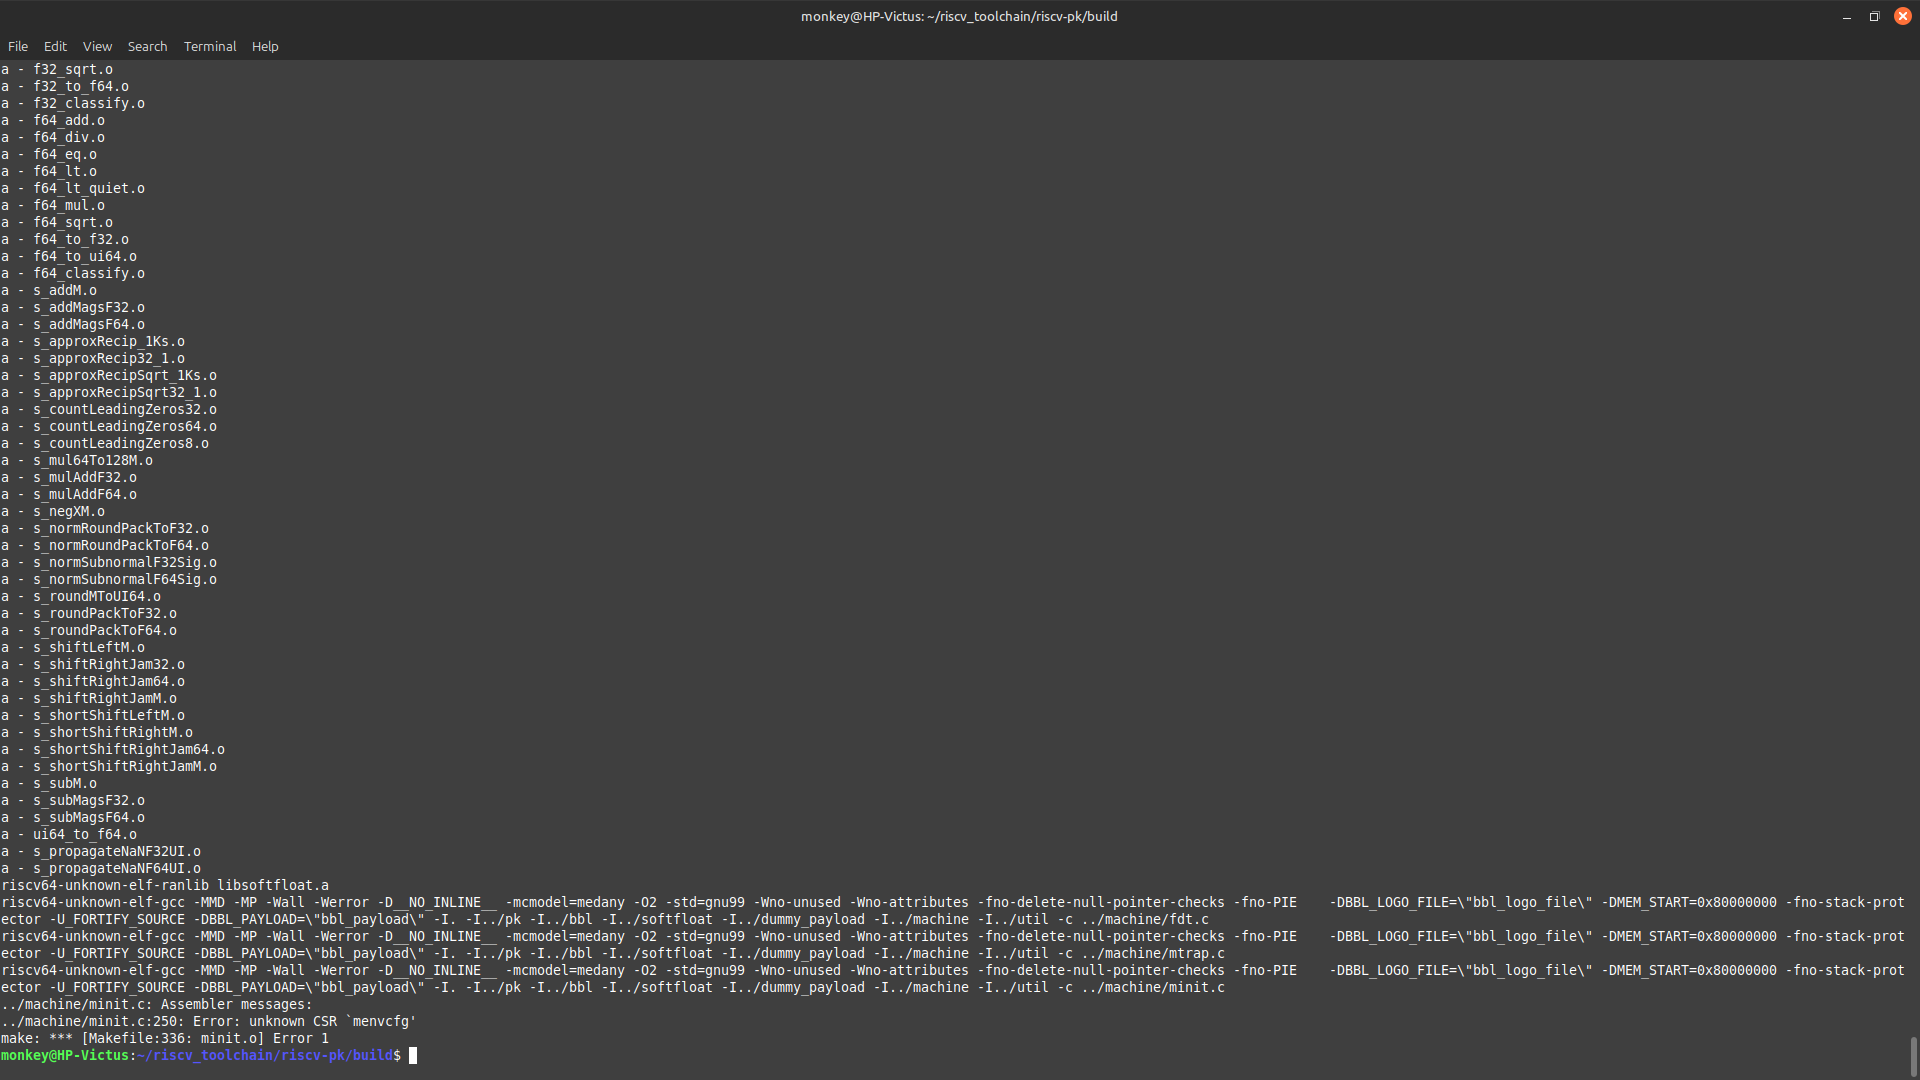 monkey@HP-Victus: ~/riscv_toolchain/riscv-pk/build
File Edit View Search Terminal Help
a - f32_sqrt.o
a - f32_to_f64.o
a - f32_classify.o
a - f64_add.o
a - f64_div.o
a - f64_eq.o
a - f64_lt.o
a - f64_lt_quiet.o
a - f64_mul.o
a - f64_sqrt.o
a - f64_to_f32.o
a - f64_to_ui64.o
a - f64_classify.o
a - s_addM.o
a - s_addMagsF32.o
a - s_addMagsF64.o
a - s_approxRecip_1Ks.o
a - s_approxRecip32_1.o
a - s_approxRecipSqrt_1Ks.o
a - s_approxRecipSqrt32_1.o
a - s_countLeadingZeros32.o
a - s_countLeadingZeros64.o
a - s_countLeadingZeros8.o
a - s_mul64To128M.o
a - s_mulAddF32.o
a - s_mulAddF64.o
a - s_negXM.o
a - s_normRoundPackToF32.o
a - s_normRoundPackToF64.o
a - s_normSubnormalF32Sig.o
a - s_normSubnormalF64Sig.o
a - s_roundMToUI64.o
a - s_roundPackToF32.o
a - s_roundPackToF64.o
a - s_shiftLeftM.o
a - s_shiftRightJam32.o
a - s_shiftRightJam64.o
a - s_shiftRightJamM.o
a - s_shortShiftLeftM.o
a - s_shortShiftRightM.o
a - s_shortShiftRightJam64.o
a - s_shortShiftRightJamM.o
a - s_subM.o
a - s_subMagsF32.o
a - s_subMagsF64.o
a - ui64_to_f64.o
a - s_propagateNaNF32UI.o
a - s_propagateNaNF64UI.o
riscv64-unknown-elf-ranlib libsoftfloat.a
riscv64-unknown-elf-gcc -MMD -MP -Wall -Werror -D__NO_INLINE__ -mcmodel=medany -O2 -std=gnu99 -Wno-unused -Wno-attributes -fno-delete-null-pointer-checks -fno-PIE    -DBBL_LOGO_FILE=\"bbl_logo_file\" -DMEM_START=0x80000000 -fno-stack-prot
ector -U_FORTIFY_SOURCE -DBBL_PAYLOAD=\"bbl_payload\" -I. -I../pk -I../bbl -I../softfloat -I../dummy_payload -I../machine -I../util -c ../machine/fdt.c
riscv64-unknown-elf-gcc -MMD -MP -Wall -Werror -D__NO_INLINE__ -mcmodel=medany -O2 -std=gnu99 -Wno-unused -Wno-attributes -fno-delete-null-pointer-checks -fno-PIE    -DBBL_LOGO_FILE=\"bbl_logo_file\" -DMEM_START=0x80000000 -fno-stack-prot
ector -U_FORTIFY_SOURCE -DBBL_PAYLOAD=\"bbl_payload\" -I. -I../pk -I../bbl -I../softfloat -I../dummy_payload -I../machine -I../util -c ../machine/mtrap.c
riscv64-unknown-elf-gcc -MMD -MP -Wall -Werror -D__NO_INLINE__ -mcmodel=medany -O2 -std=gnu99 -Wno-unused -Wno-attributes -fno-delete-null-pointer-checks -fno-PIE    -DBBL_LOGO_FILE=\"bbl_logo_file\" -DMEM_START=0x80000000 -fno-stack-prot
ector -U_FORTIFY_SOURCE -DBBL_PAYLOAD=\"bbl_payload\" -I. -I../pk -I../bbl -I../softfloat -I../dummy_payload -I../machine -I../util -c ../machine/minit.c
../machine/minit.c: Assembler messages:
../machine/minit.c:250: Error: unknown CSR `menvcfg'
make: *** [Makefile:336: minit.o] Error 1
monkey@HP-Victus:~/riscv_toolchain/riscv-pk/build$